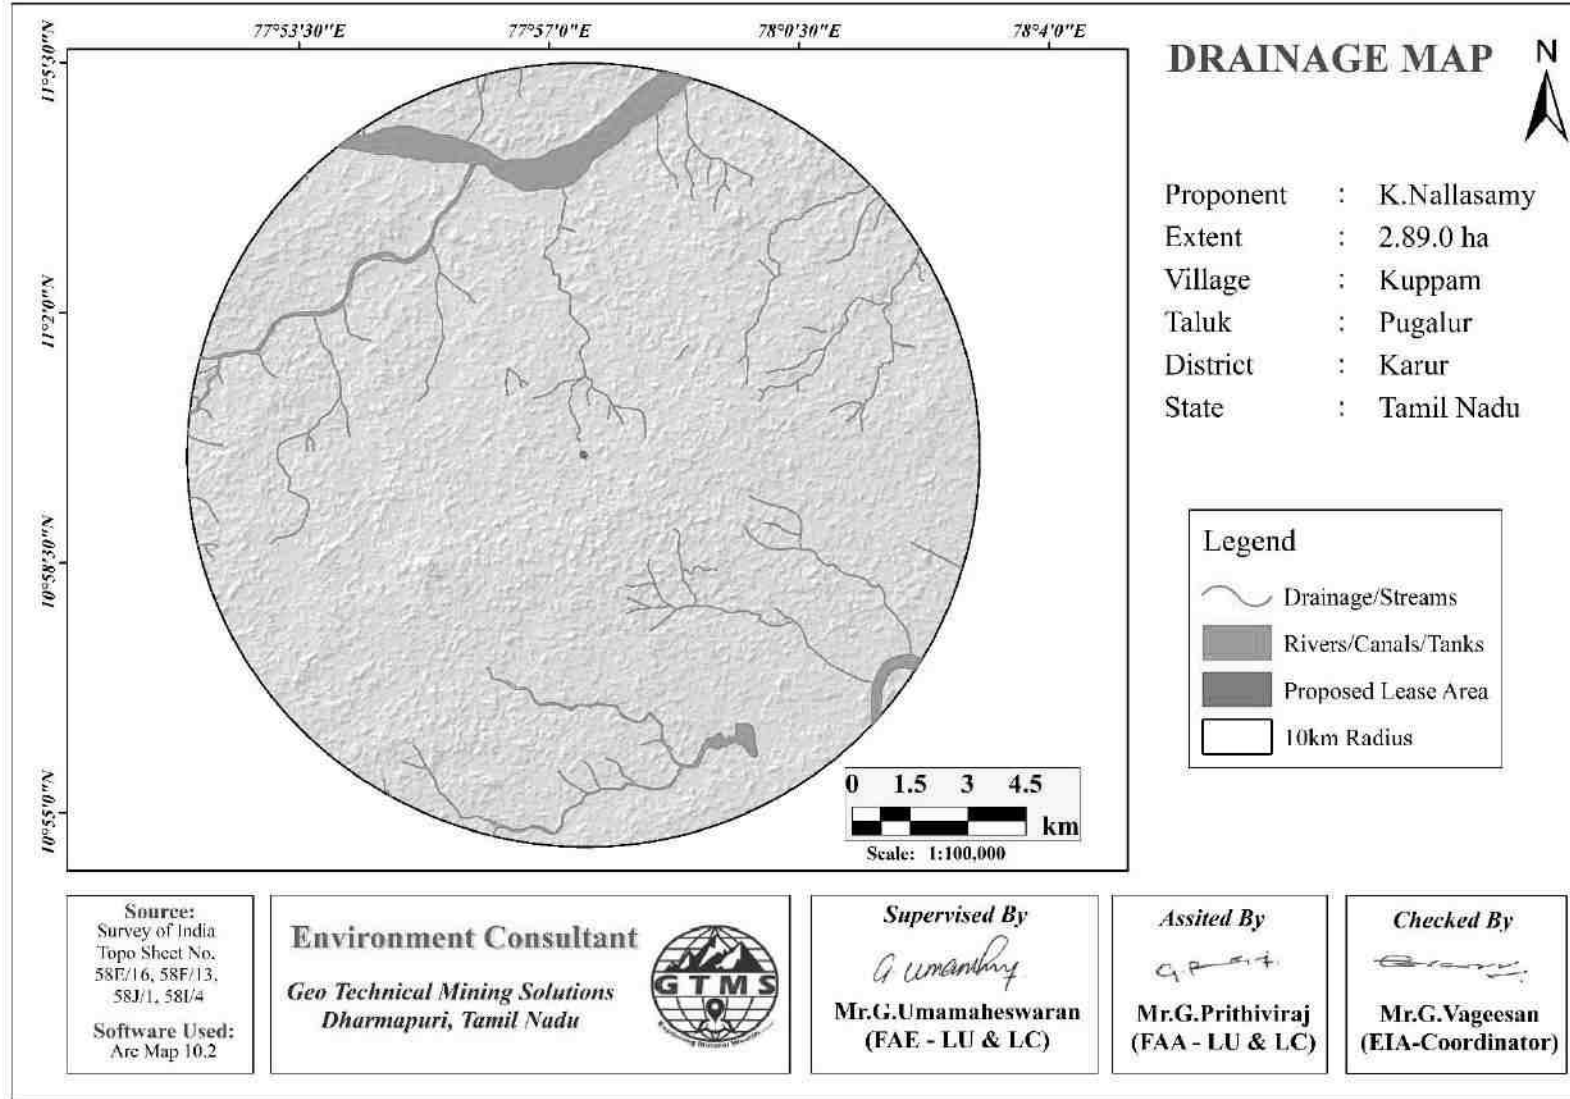 77°53'30"E
77°57'0"E
78°0'30"E
78°4'0"E
11°5'30"N
11°2'0"N
10°58'30"N
10°55'0"N
DRAINAGE MAP
N
Proponent : K.Nallasamy
Extent : 2.89.0 ha
Village : Kuppam
Taluk : Pugalur
District : Karur
State : Tamil Nadu
Legend
Drainage/Streams
Rivers/Canals/Tanks
Proposed Lease Area
10km Radius
0 1.5 3 4.5
km
Scale: 1:100,000
Source:
Survey of India
Topo Sheet No.
58E/16, 58F/13,
58J/1, 58I/4
Software Used:
Arc Map 10.2
Environment Consultant
Geo Technical Mining Solutions
Dharmapuri, Tamil Nadu
GTMS
Supervised By
G Umamahes
Mr.G.Umamaheswaran
(FAE - LU & LC)
Assited By
Mr.G.Prithiviraj
(FAA - LU & LC)
Checked By
Mr.G.Vageesan
(EIA-Coordinator)